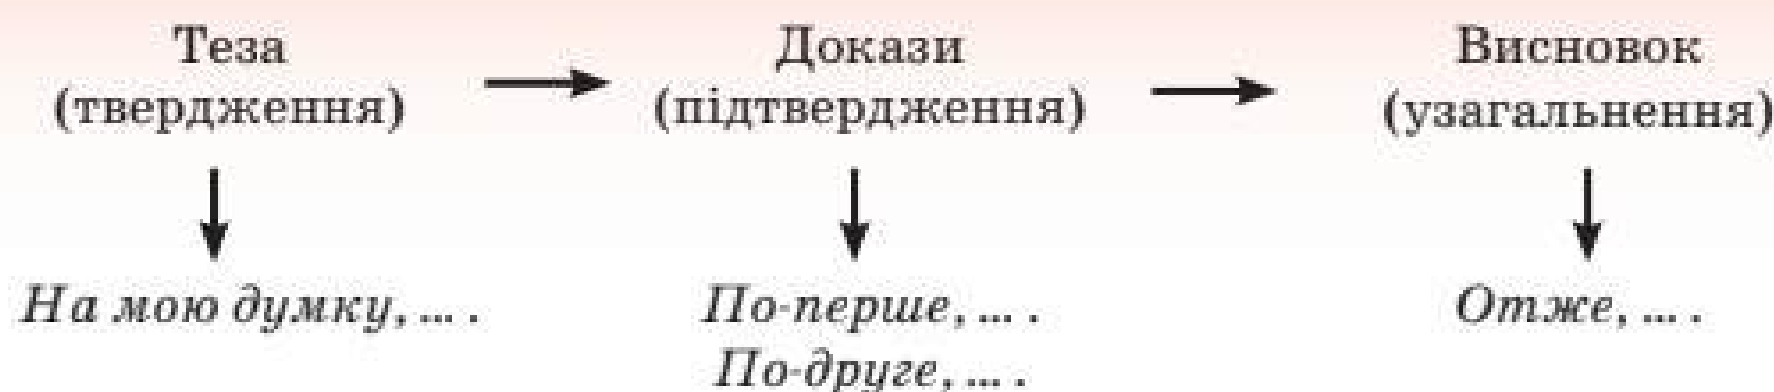 Теза
(твердження)
Докази
(підтвердження)
Висновок
(узагальнення)
На мою думку, ... .
По-перше, ... .
По-друге, ... .
Отже, ... .